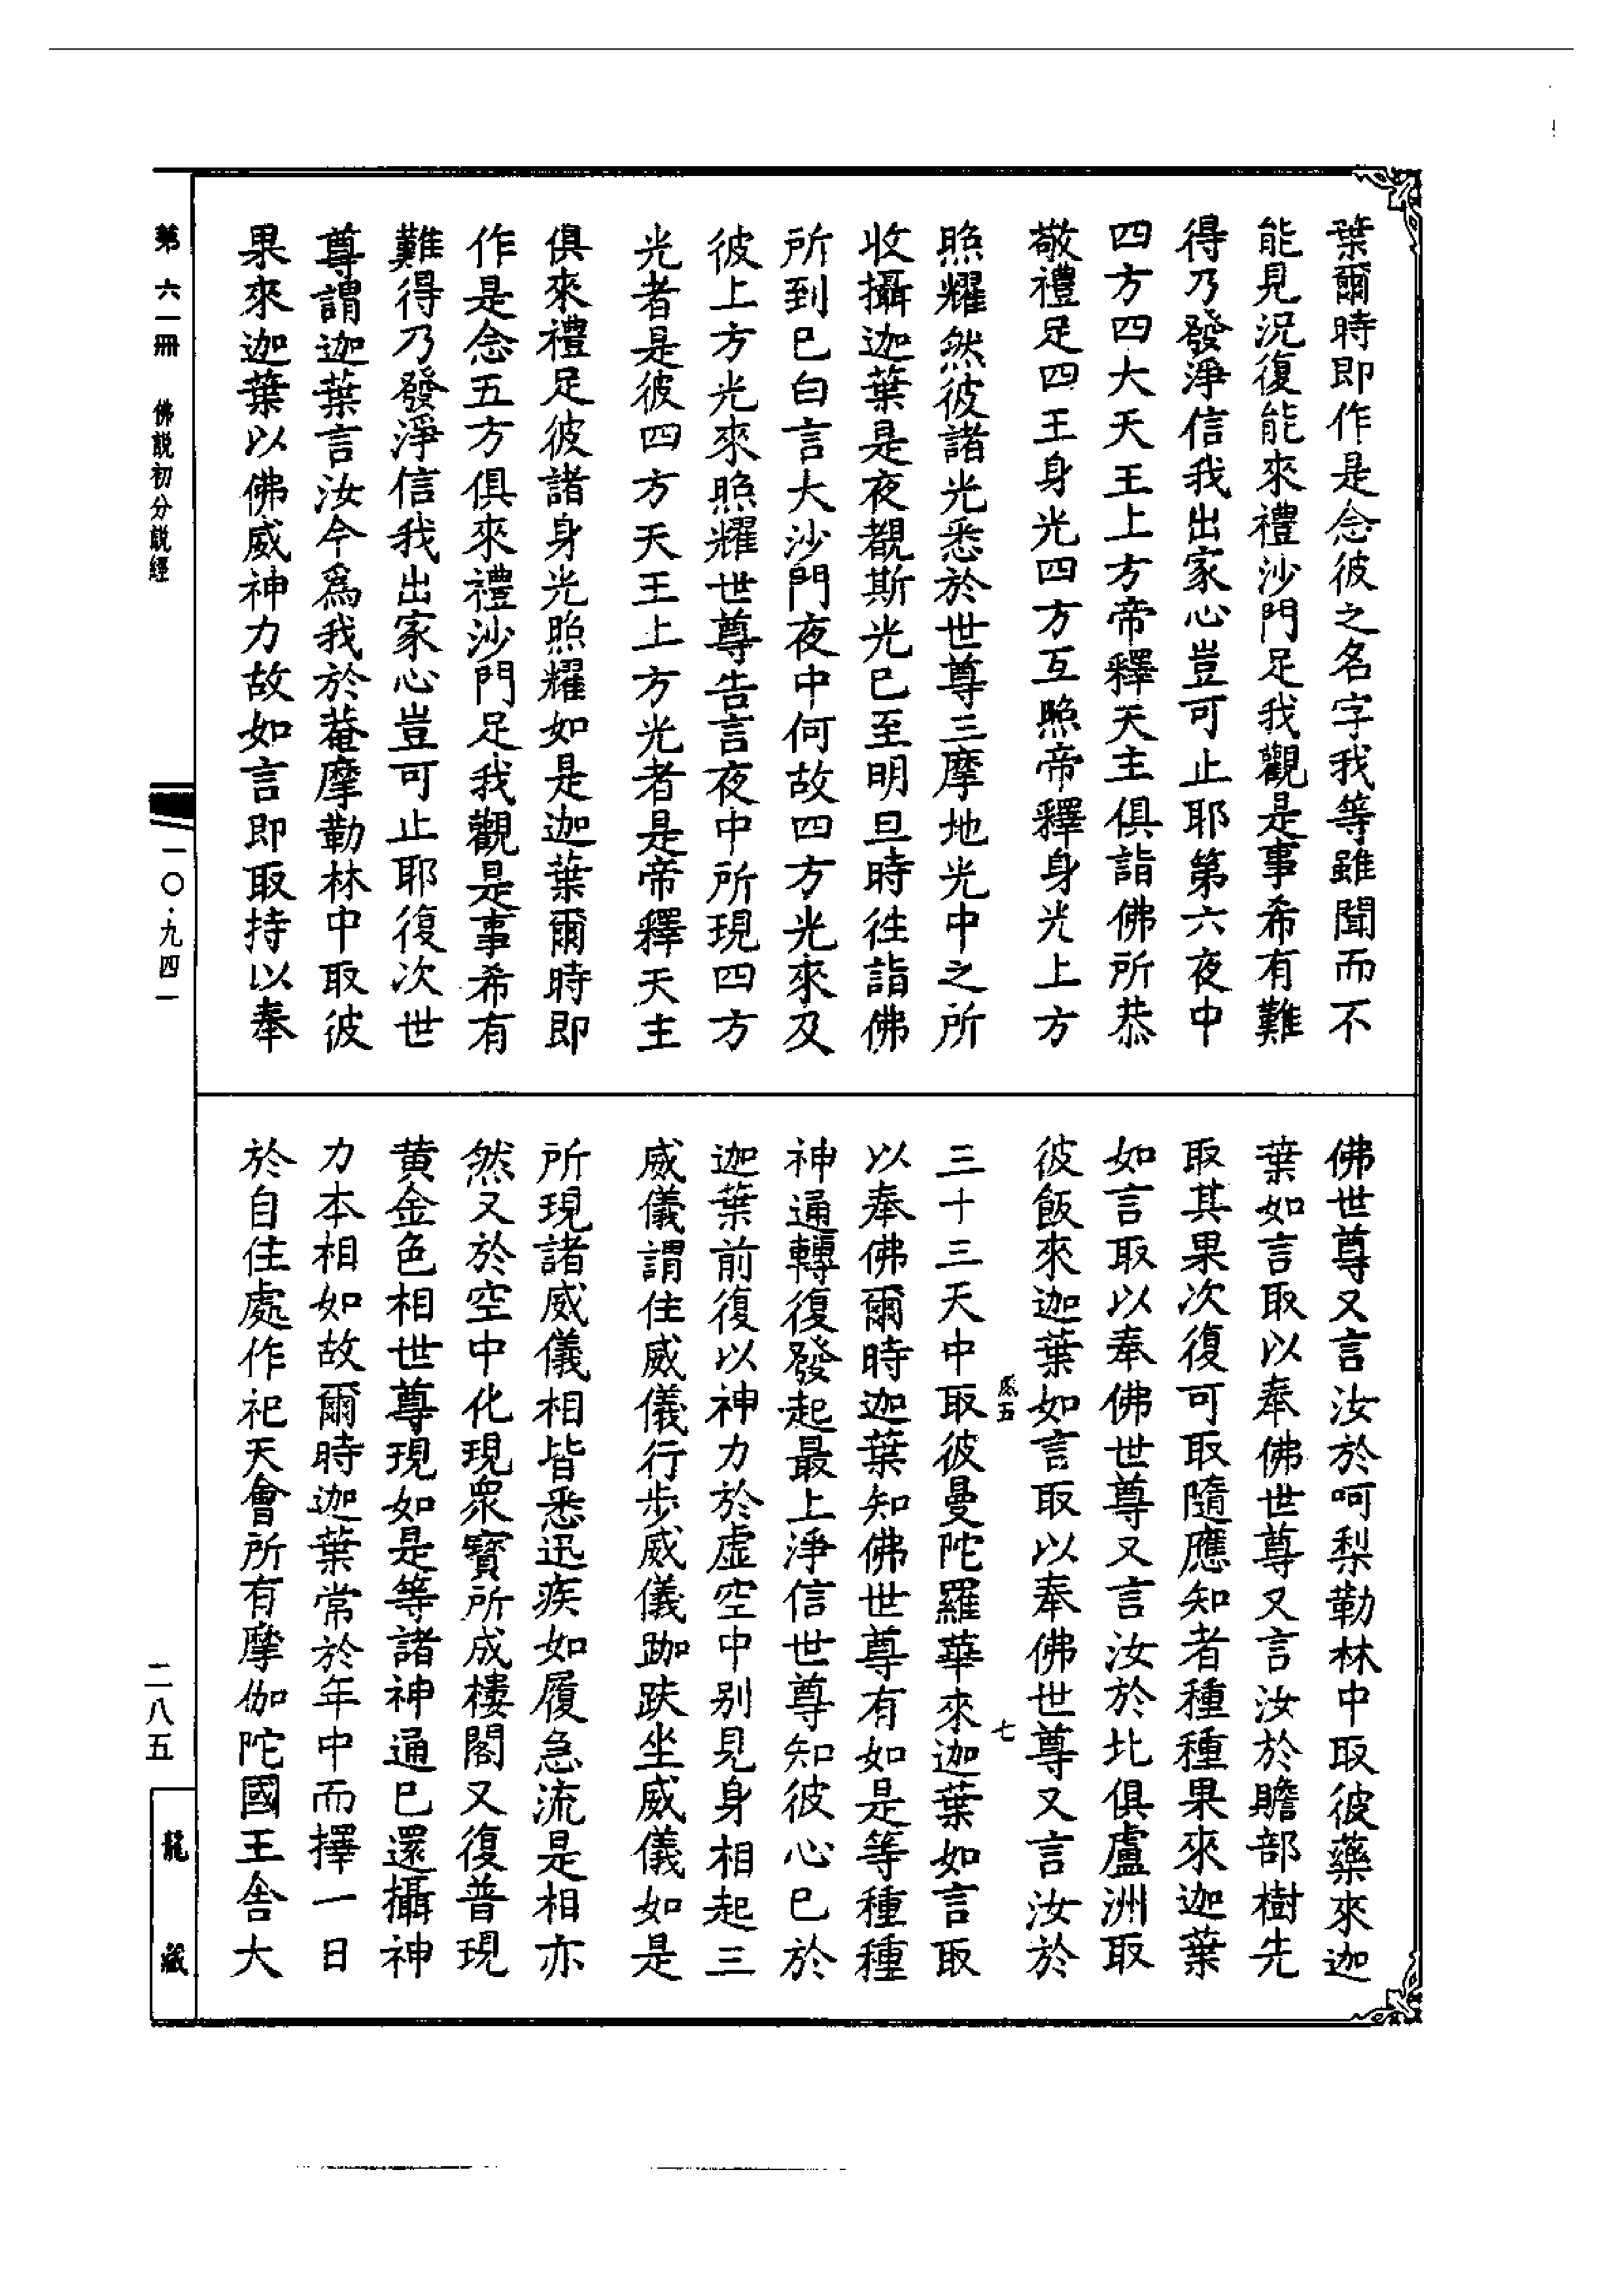 葉爾時即作是念彼之名字我等雖聞而不
能見況復能來禮沙門足我觀是事希有難
得乃發淨信我出家心豈可止耶第六夜中
四方四大天王上方帝釋天主俱詣佛所恭
敬禮足四王身光四方互照帝釋身光上方
照耀然彼諸光悉於世尊三摩地光中之所
收攝迦葉是夜覩斯光已至明旦時徃詣佛
所到已白言大沙門夜中何故四方光來及
彼上方光來照耀世尊告言夜中所現四方
光者是彼四方天王上方光者是帝釋天主
俱來禮足彼諸身光照耀如是迦葉爾時即
作是念五方俱來禮沙門足我觀是事希有
難得乃發淨信我出家心豈可止耶復次世
尊謂迦葉言汝今爲我於菴摩勒林中取彼
果來迦葉以佛威神力故如言即取持以奉
佛世尊又言汝於呵梨勒林中取彼藥來迦
葉如言取以奉佛世尊又言汝於贍部樹先
取其果次復可取隨應知者種種果來迦葉
如言取以奉佛世尊又言汝於北俱盧洲取
彼飯來迦葉如言取以奉佛世尊又言汝於
七
三十三天中取彼曼陀羅華來迦葉如言取
以奉佛爾時迦葉知佛世尊有如是等種種
神通轉復發起最上淨信世尊知彼心已於
迦葉前復以神力於虛空中別見身相起三
威儀謂住威儀行步威儀跏趺坐威儀如是
所現諸威儀相皆悉迅疾如履急流是相亦
然又於空中化現眾寳所成樓閣又復普現
黄金色相世尊現如是等諸神通已還攝神
力本相如故爾時迦葉常於年中而擇一日
於自住處作祀天會所有摩伽陀國王舍大
第六一冊 佛説初分説經
一〇·九四一
二八五
龍藏